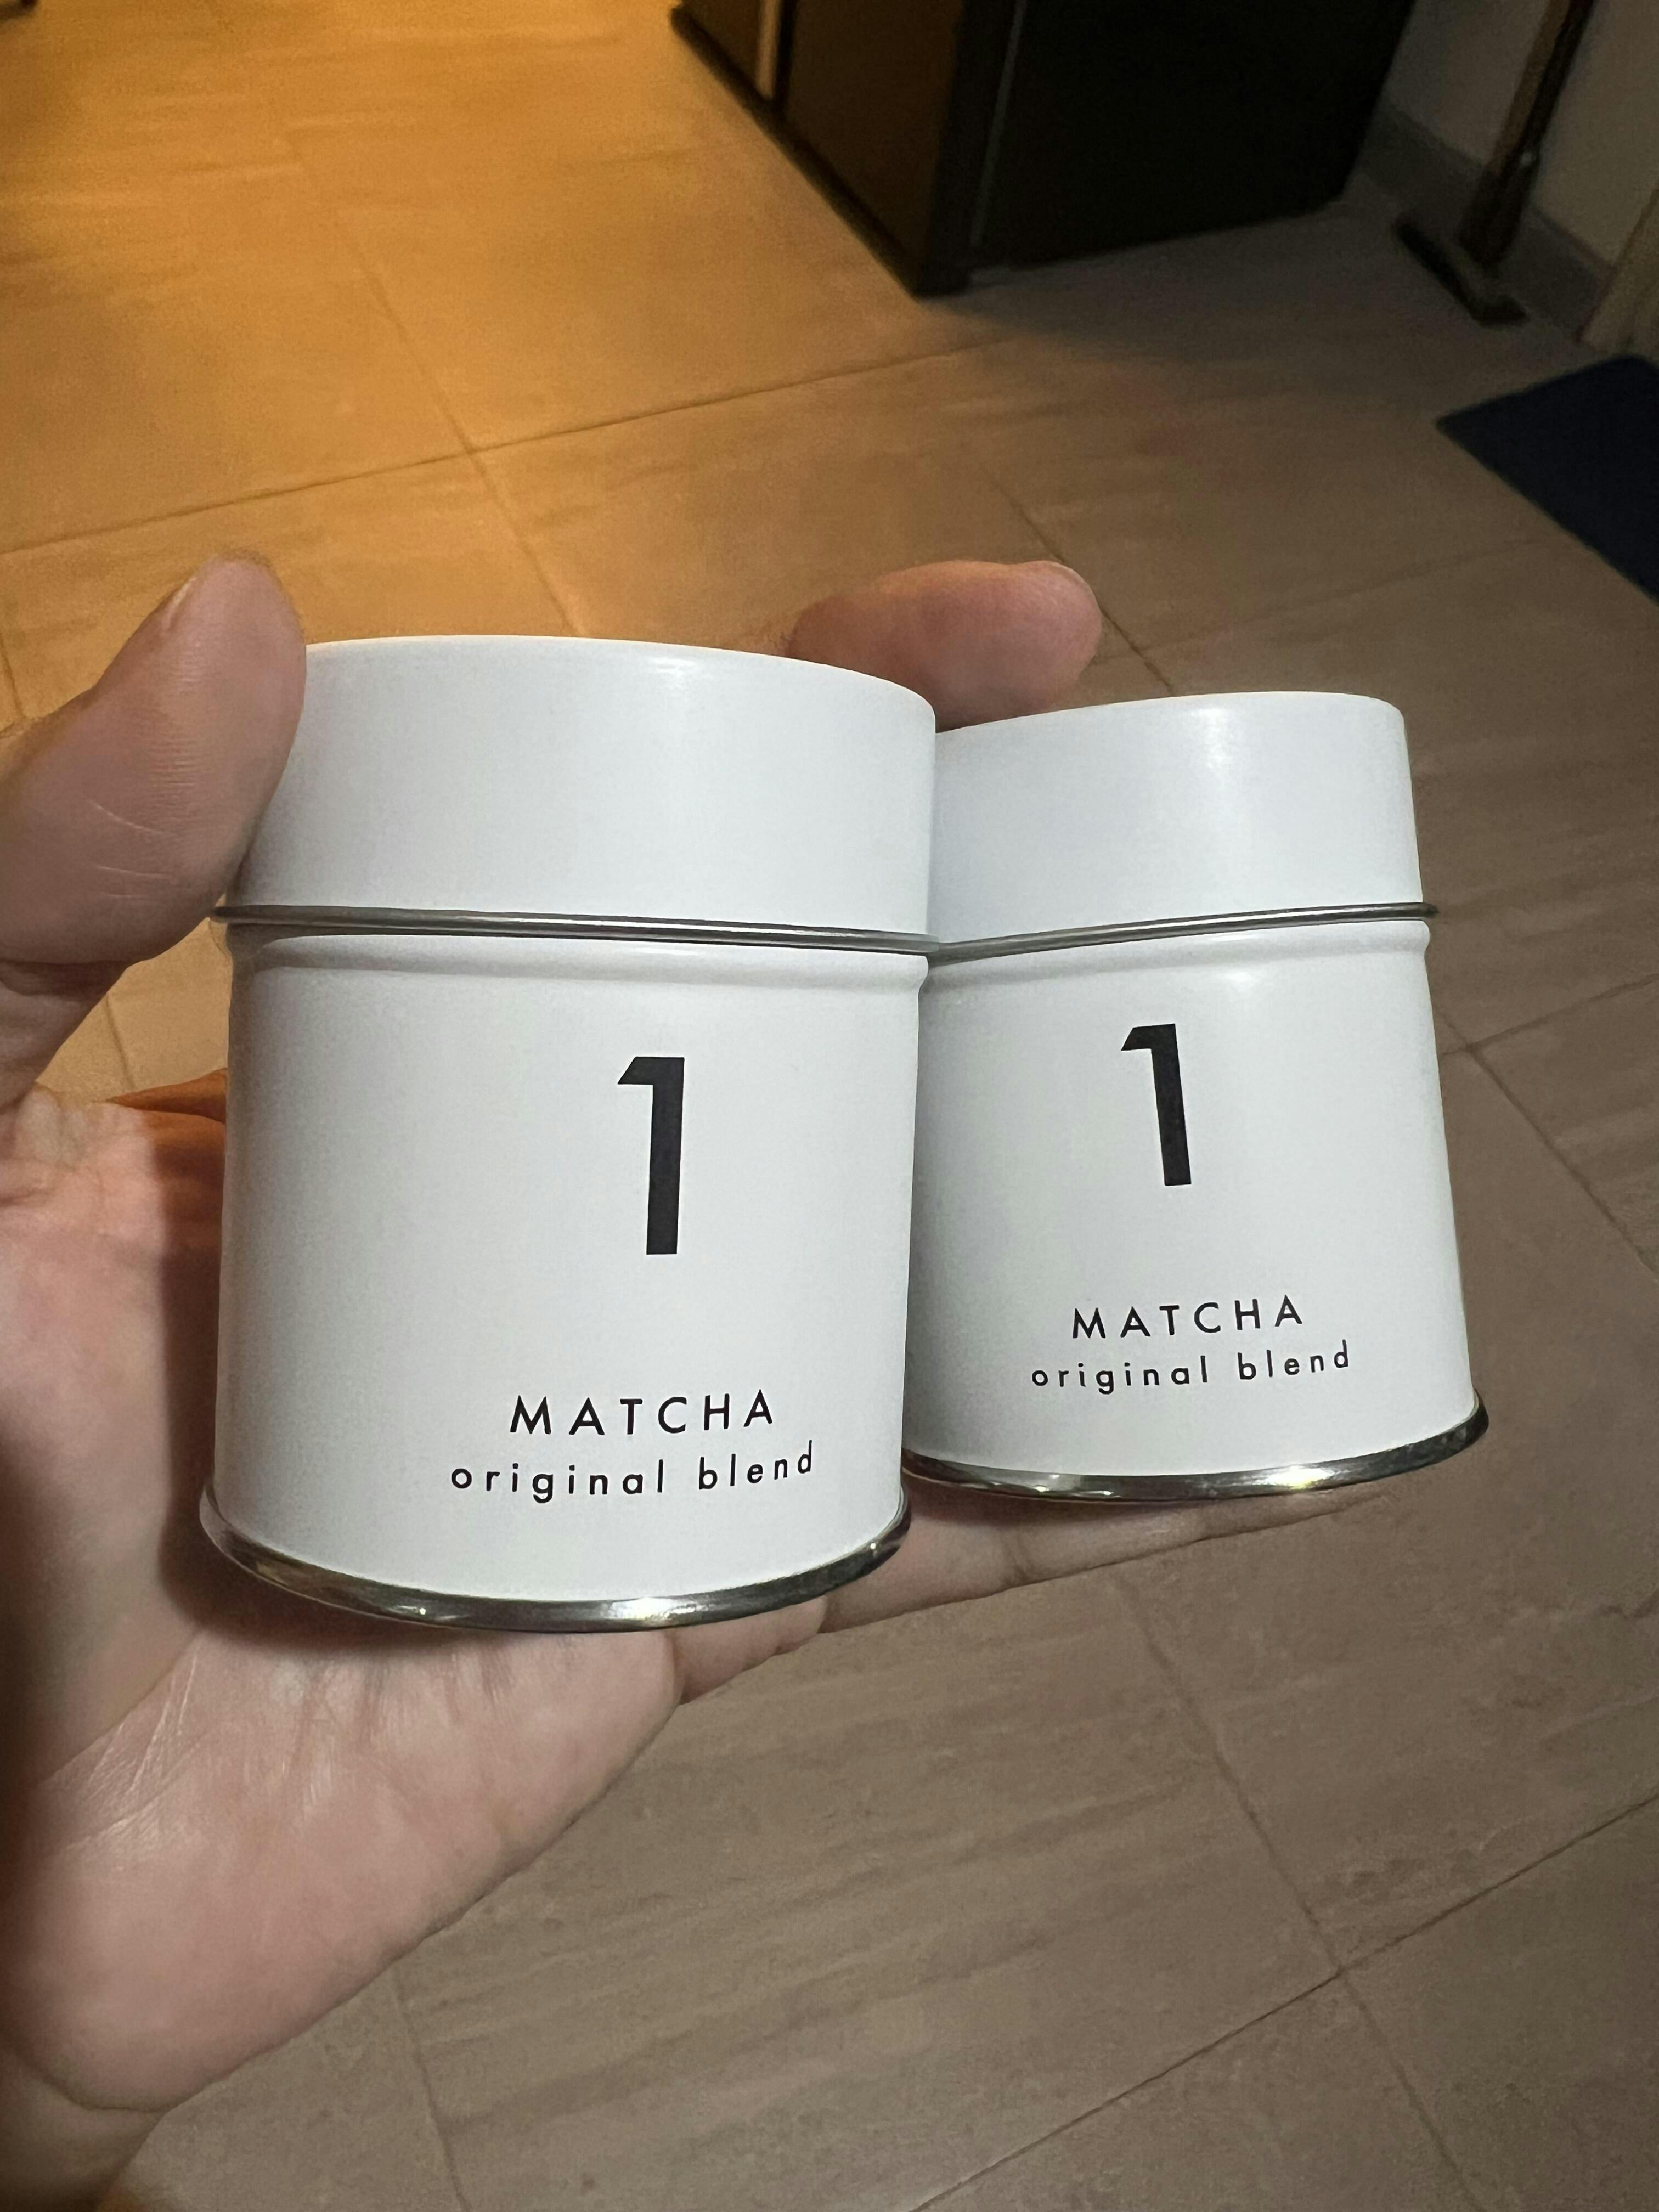 1
MATCHA
original blend
1
MATCHA
original blend